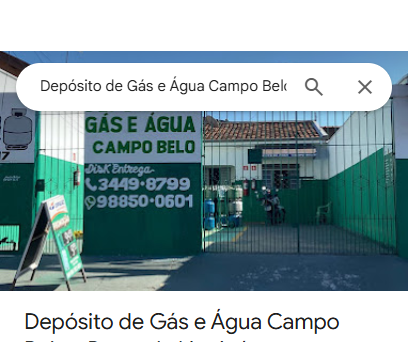 Depósito de Gás e Água Campo Bel
GÁS E ÁGUA
CAMPO BELO
Disk Entrega
3449-8799
98850-0601
Depósito de Gás e Água Campo